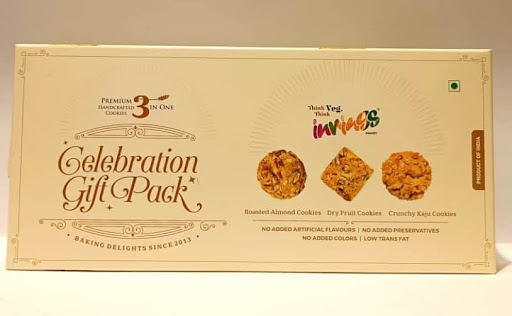 PREMIUM
HANDCRAFTED
COOKIES
3 IN ONE
Celebration
Gift Pack
BAKING DELIGHTS SINCE 2013
Think Veg.
Think
Roasted Almond Cookies Dry Fruit Cookies Crunchy Kaju Cookies
NO ADDED ARTIFICIAL FLAVOURS | NO ADDED PRESERVATIVES
NO ADDED COLORS | LOW TRANS FAT
PRODUCT OF INDIA